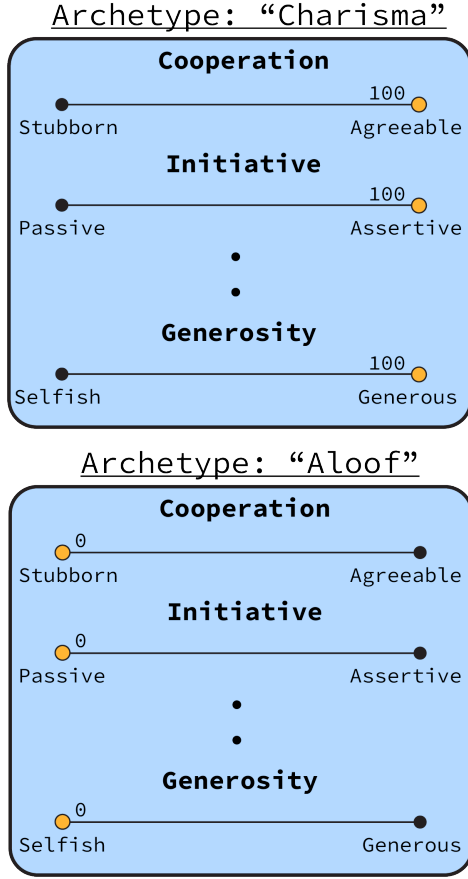 Archetype: “Charisma”
Cooperation
100
Stubborn Agreeable
Initiative
100
Passive Assertive
Generosity
100
Selfish Generous
Archetype: “Aloof”
Cooperation
0
Stubborn Agreeable
Initiative
0
Passive Assertive
Generosity
0
Selfish Generous